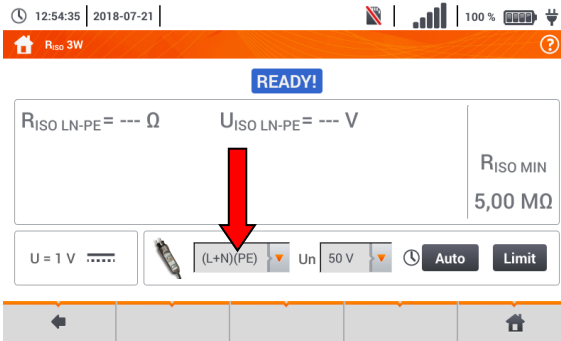 12:54:35 2018-07-21 100 %
RISO 3W ?
READY!
RISO LN-PE= --- Ω UISO LN-PE= --- V
RISO MIN
5,00 MΩ
U = 1 V (L+N)(PE) Un 50 V Auto Limit